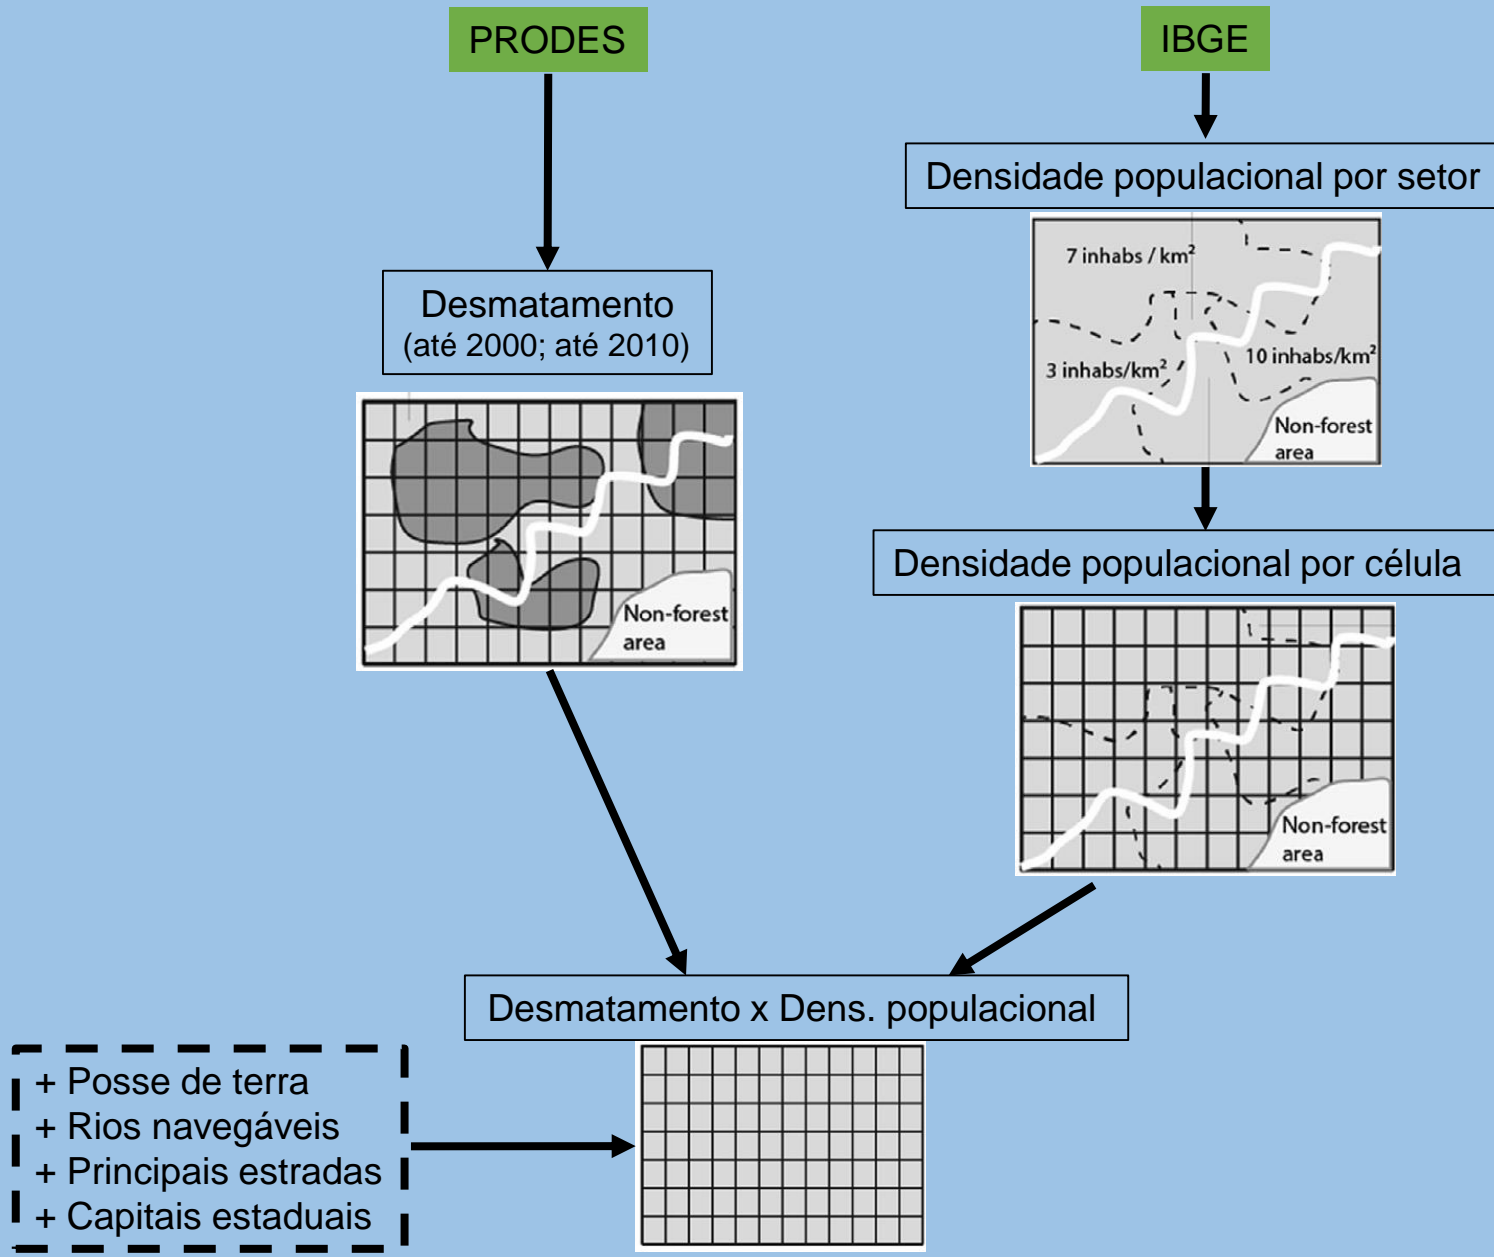 PRODES
IBGE
Densidade populacional por setor
7 inhabs / km²
3 inhabs/km²
10 inhabs/km²
Non-forest
area
Desmatamento
(até 2000; até 2010)
Non-forest
area
Densidade populacional por célula
Non-forest
area
Desmatamento x Dens. populacional
+ Posse de terra
+ Rios navegáveis
+ Principais estradas
+ Capitais estaduais